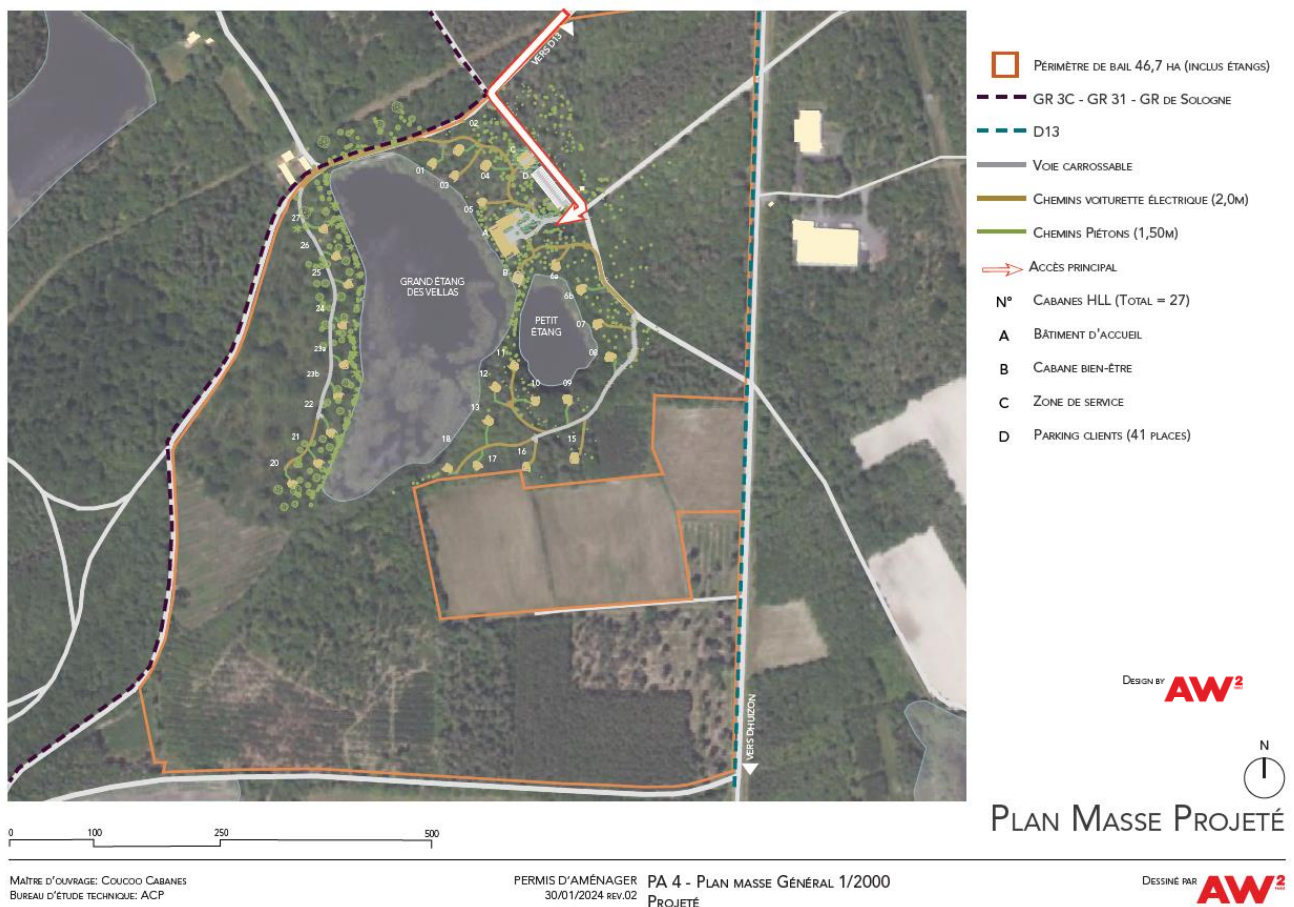 VERS D13
02
C
01
03
04
D
05
A
27
26
25
24
23a
23b
22
21
20
GRAND ÉTANG
DES VEILLAS
B
6a
6b
PETIT
ÉTANG
07
08
11
12
10
09
13
18
17
16
15
VERS DHUIZON
Périmètre de bail 46,7 ha (inclus étangs)
GR 3C - GR 31 - GR de Sologne
D13
Voie carrossable
Chemins voiturette électrique (2,0m)
Chemins Piétons (1,50m)
Accès principal
N° Cabanes HLL (Total = 27)
A Bâtiment d'accueil
B Cabane bien-être
C Zone de service
D Parking clients (41 places)
Design by AW²
N
Plan Masse Projeté
0 100 250 500
Maître d'ouvrage: Coucoo Cabanes
Bureau d'étude technique: ACP
PERMIS D'AMÉNAGER
30/01/2024 rev.02
PA 4 - Plan masse Général 1/2000
Projeté
Dessiné par AW²